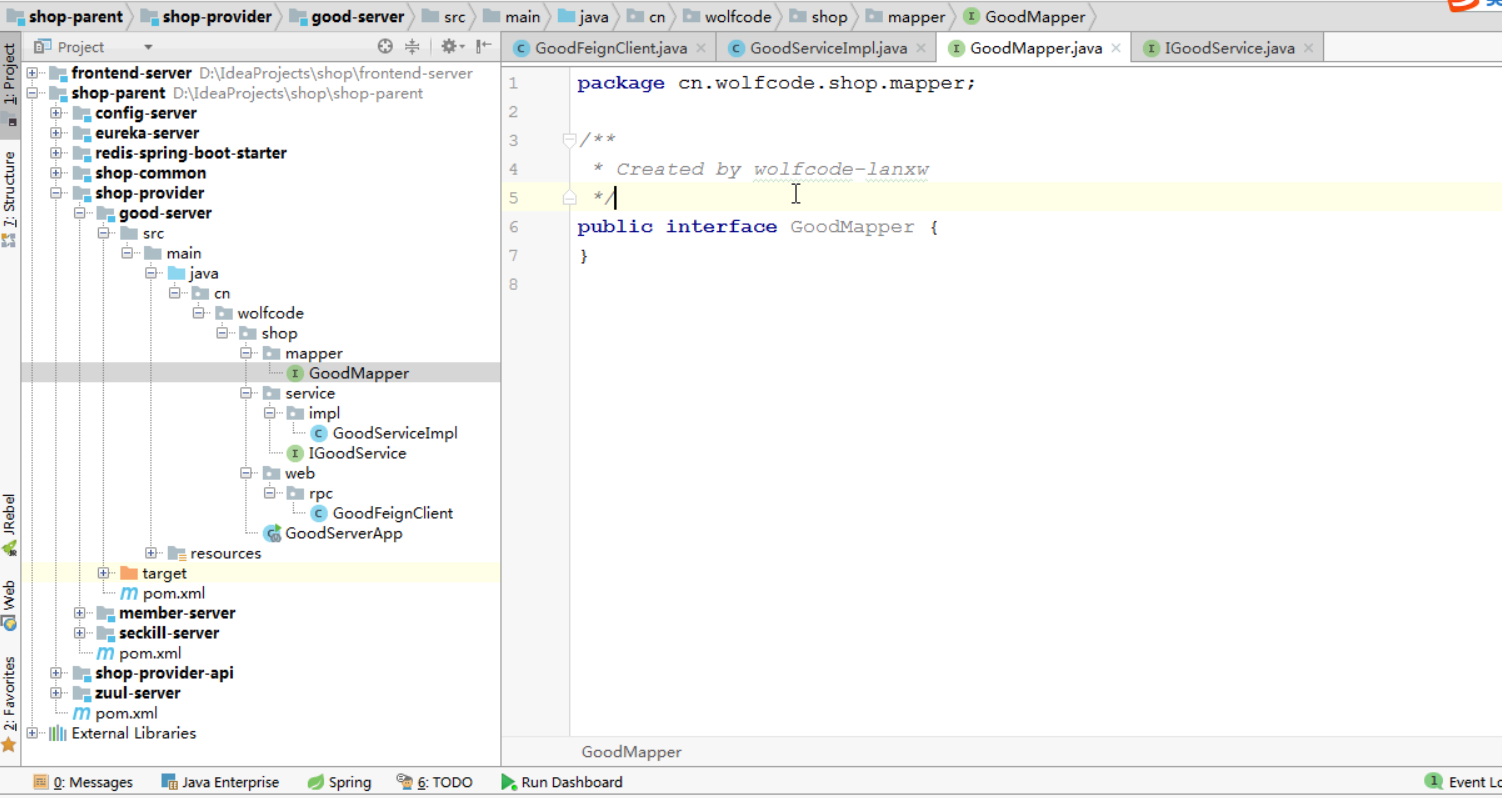 shop-parent shop-provider good-server src main java cn wolfcode shop mapper I GoodMapper
Project
C GoodFeignClient.java × C GoodServiceImpl.java × I GoodMapper.java × I IGoodService.java ×
1: Project
7: Structure
JRebel
Web
2: Favorites
frontend-server D:\IdeaProjects\shop\frontend-server
shop-parent D:\IdeaProjects\shop\shop-parent
config-server
eureka-server
redis-spring-boot-starter
shop-common
shop-provider
good-server
src
main
java
cn
wolfcode
shop
mapper
I GoodMapper
service
impl
C GoodServiceImpl
I IGoodService
web
rpc
C GoodFeignClient
GoodServerApp
resources
target
m pom.xml
member-server
seckill-server
m pom.xml
shop-provider-api
zuul-server
m pom.xml
External Libraries
1 package cn.wolfcode.shop.mapper;
2
3 /**
4 * Created by wolfcode-lanxw
5 */
6 public interface GoodMapper {
7 }
8
GoodMapper
0: Messages Java Enterprise Spring 6: TODO Run Dashboard 1 Event Lo